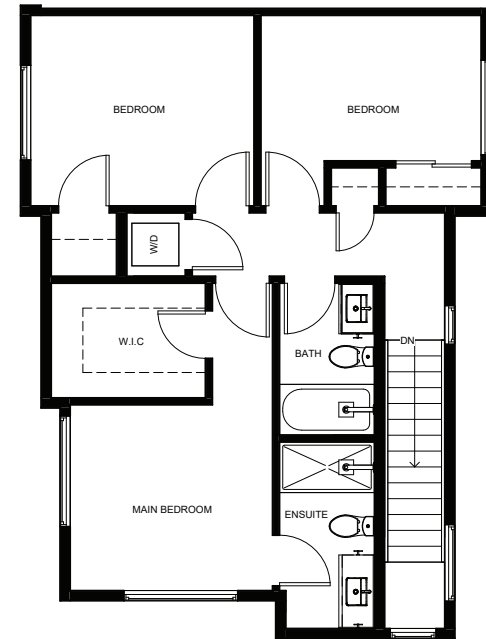 BEDROOM
BEDROOM
W/D
W.I.C
DN
BATH
MAIN BEDROOM
ENSUITE